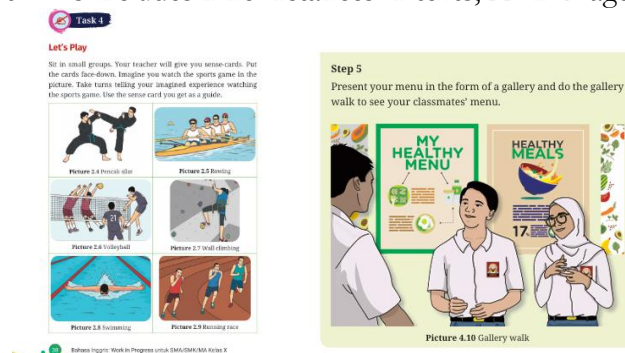 Task 4
Let's Play
Sit in small groups. Your teacher will give you sense-cards. Put
the cards face-down. Imagine you watch the sports game in the
picture. Take turns telling your imagined experience watching
the sports game. Use the sense card you get as a guide.
Picture 2.4 Pencak silat
Picture 2.5 Rowing
21
Picture 2.6 Volleyball
Picture 2.7 Wall climbing
Picture 2.8 Swimming
Picture 2.9 Running race
Bahasa Inggris: Work in Progress untuk SMA/SMK/MA Kelas X
Step 5
Present your menu in the form of a gallery and do the gallery
walk to see your classmates' menu.
MY
HEALTHY
MENU
HEALTHY
MEALS
17.
Picture 4.10 Gallery walk